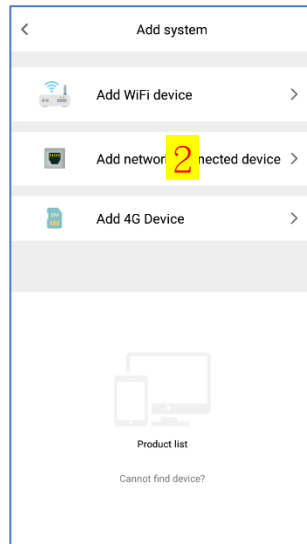 Add system
Add WiFi device
Add networ 2 nected device
Add 4G Device
Product list
Cannot find device?